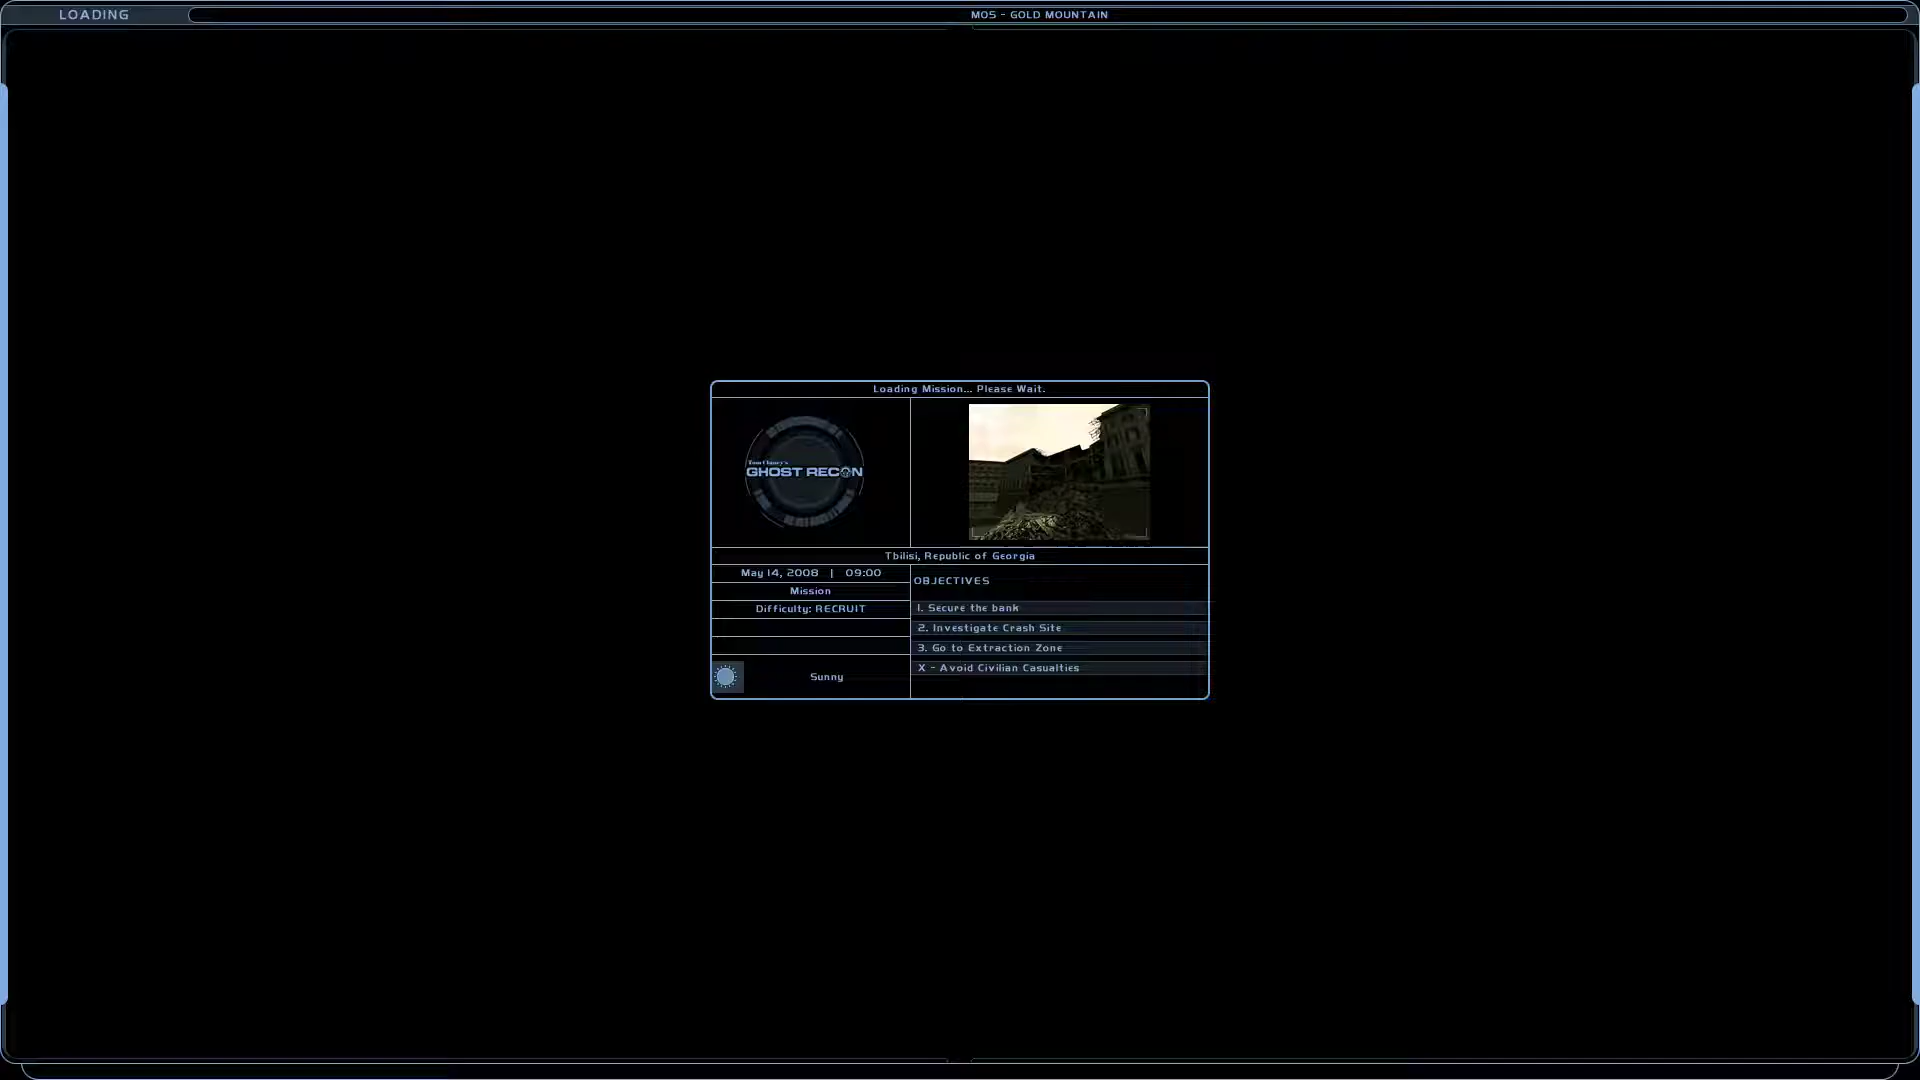 LOADING
M05 - GOLD MOUNTAIN
Loading Mission... Please Wait.
Tom Clancy's
GHOST RECON
Tbilisi, Republic of Georgia
May 14, 2008 | 09:00
Mission
Difficulty: RECRUIT
Sunny
OBJECTIVES
1. Secure the bank
2. Investigate Crash Site
3. Go to Extraction Zone
X - Avoid Civilian Casualties